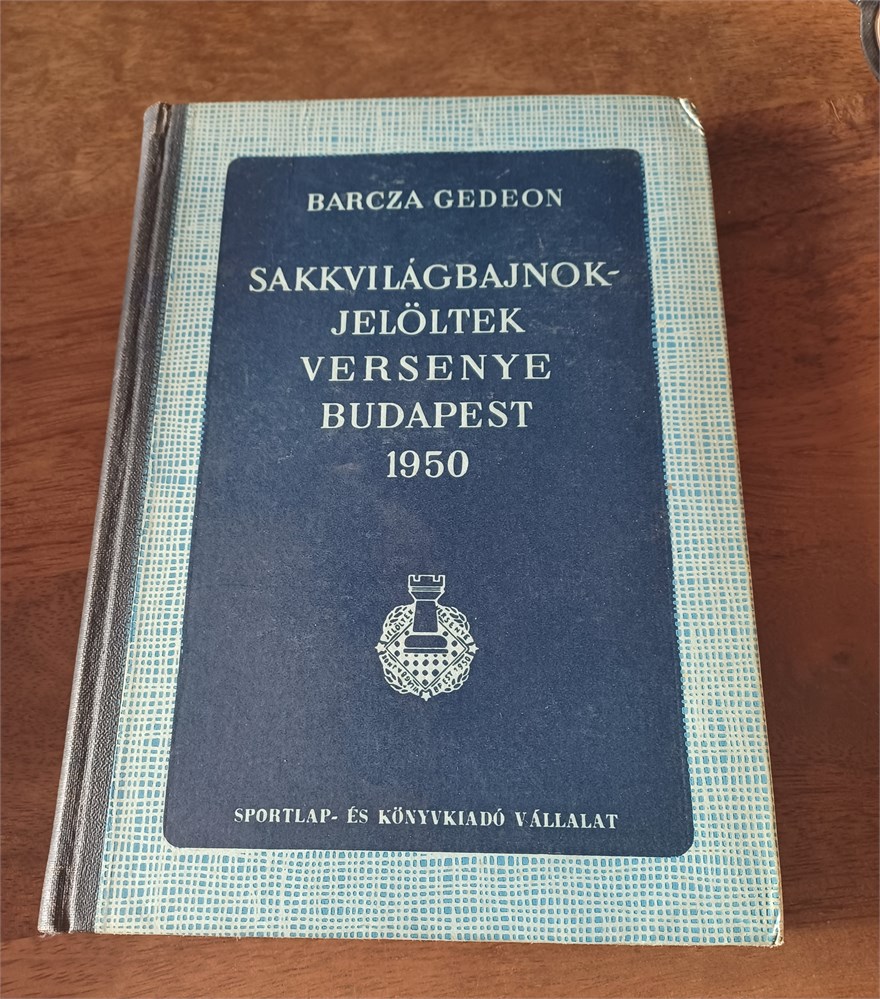 BARCZA GEDEON
SAKKVILÁGBAJNOK-
JELÖLTEK
VERSENYE
BUDAPEST
1950
SPORTLAP- ÉS KÖNYVKIADÓ VÁLLALAT